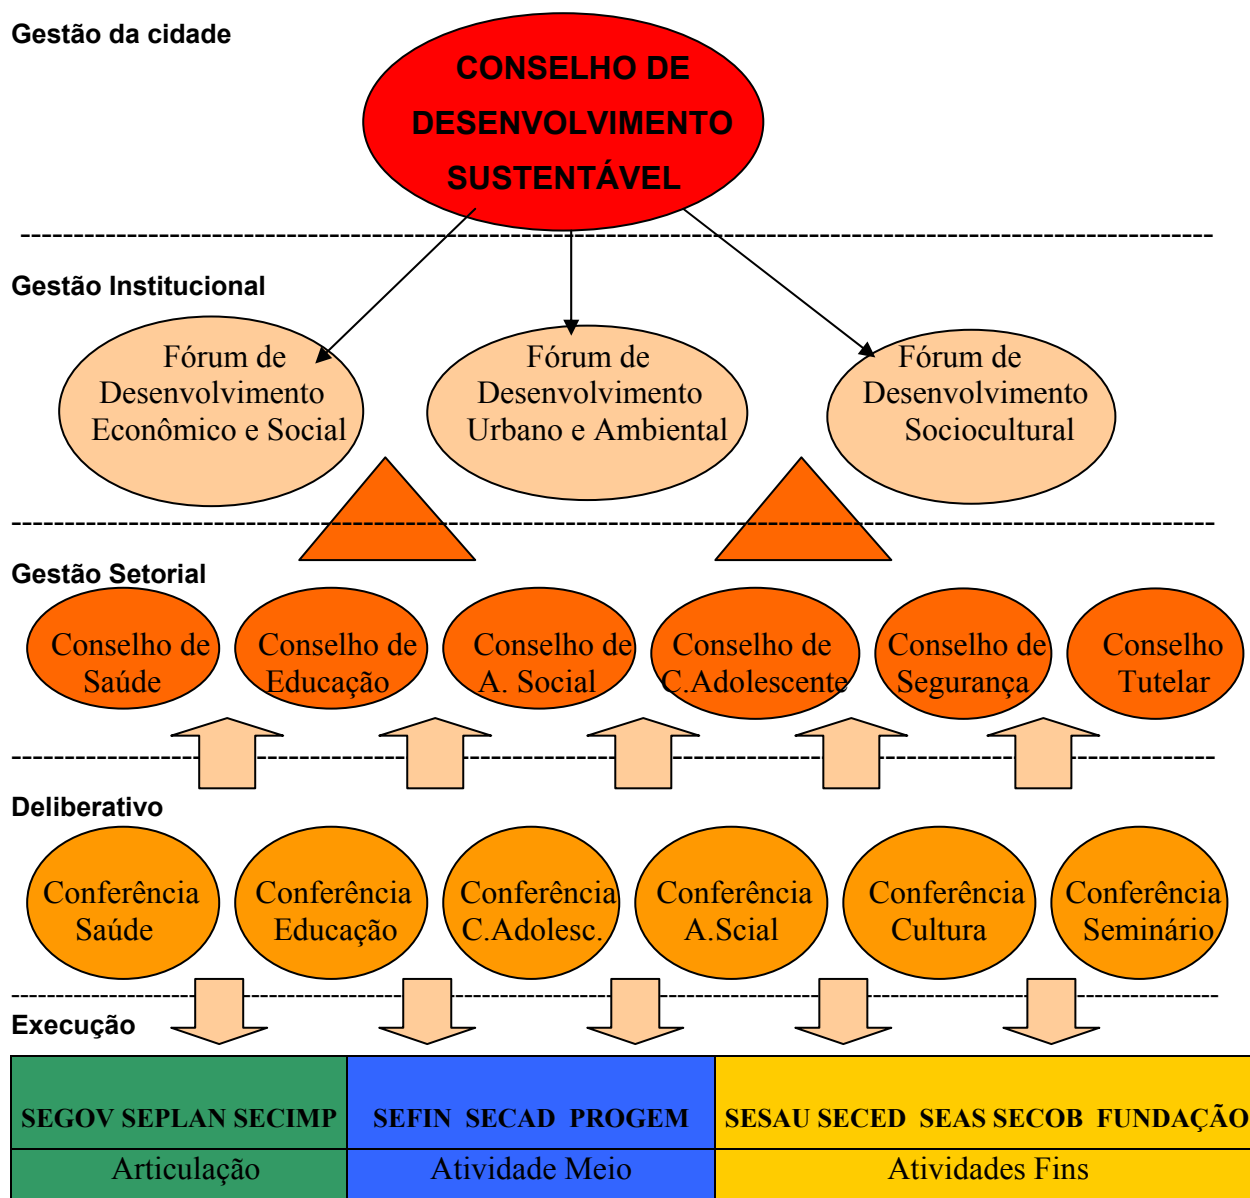 Gestão da cidade
CONSELHO DE
DESENVOLVIMENTO
SUSTENTÁVEL
Gestão Institucional
Fórum de
Desenvolvimento
Econômico e Social
Fórum de
Desenvolvimento
Urbano e Ambiental
Fórum de
Desenvolvimento
Sociocultural
Gestão Setorial
Conselho de
Saúde
Conselho de
Educação
Conselho de
A. Social
Conselho de
C.Adolescente
Conselho de
Segurança
Conselho
Tutelar
Deliberativo
Conferência
Saúde
Conferência
Educação
Conferência
C.Adolesc.
Conferência
A.Scial
Conferência
Cultura
Conferência
Seminário
Execução
SEGOV SEPLAN SECIMP
SEFIN SECAD PROGEM
SESAU SECED SEAS SECOB FUNDAÇÃO
Articulação
Atividade Meio
Atividades Fins